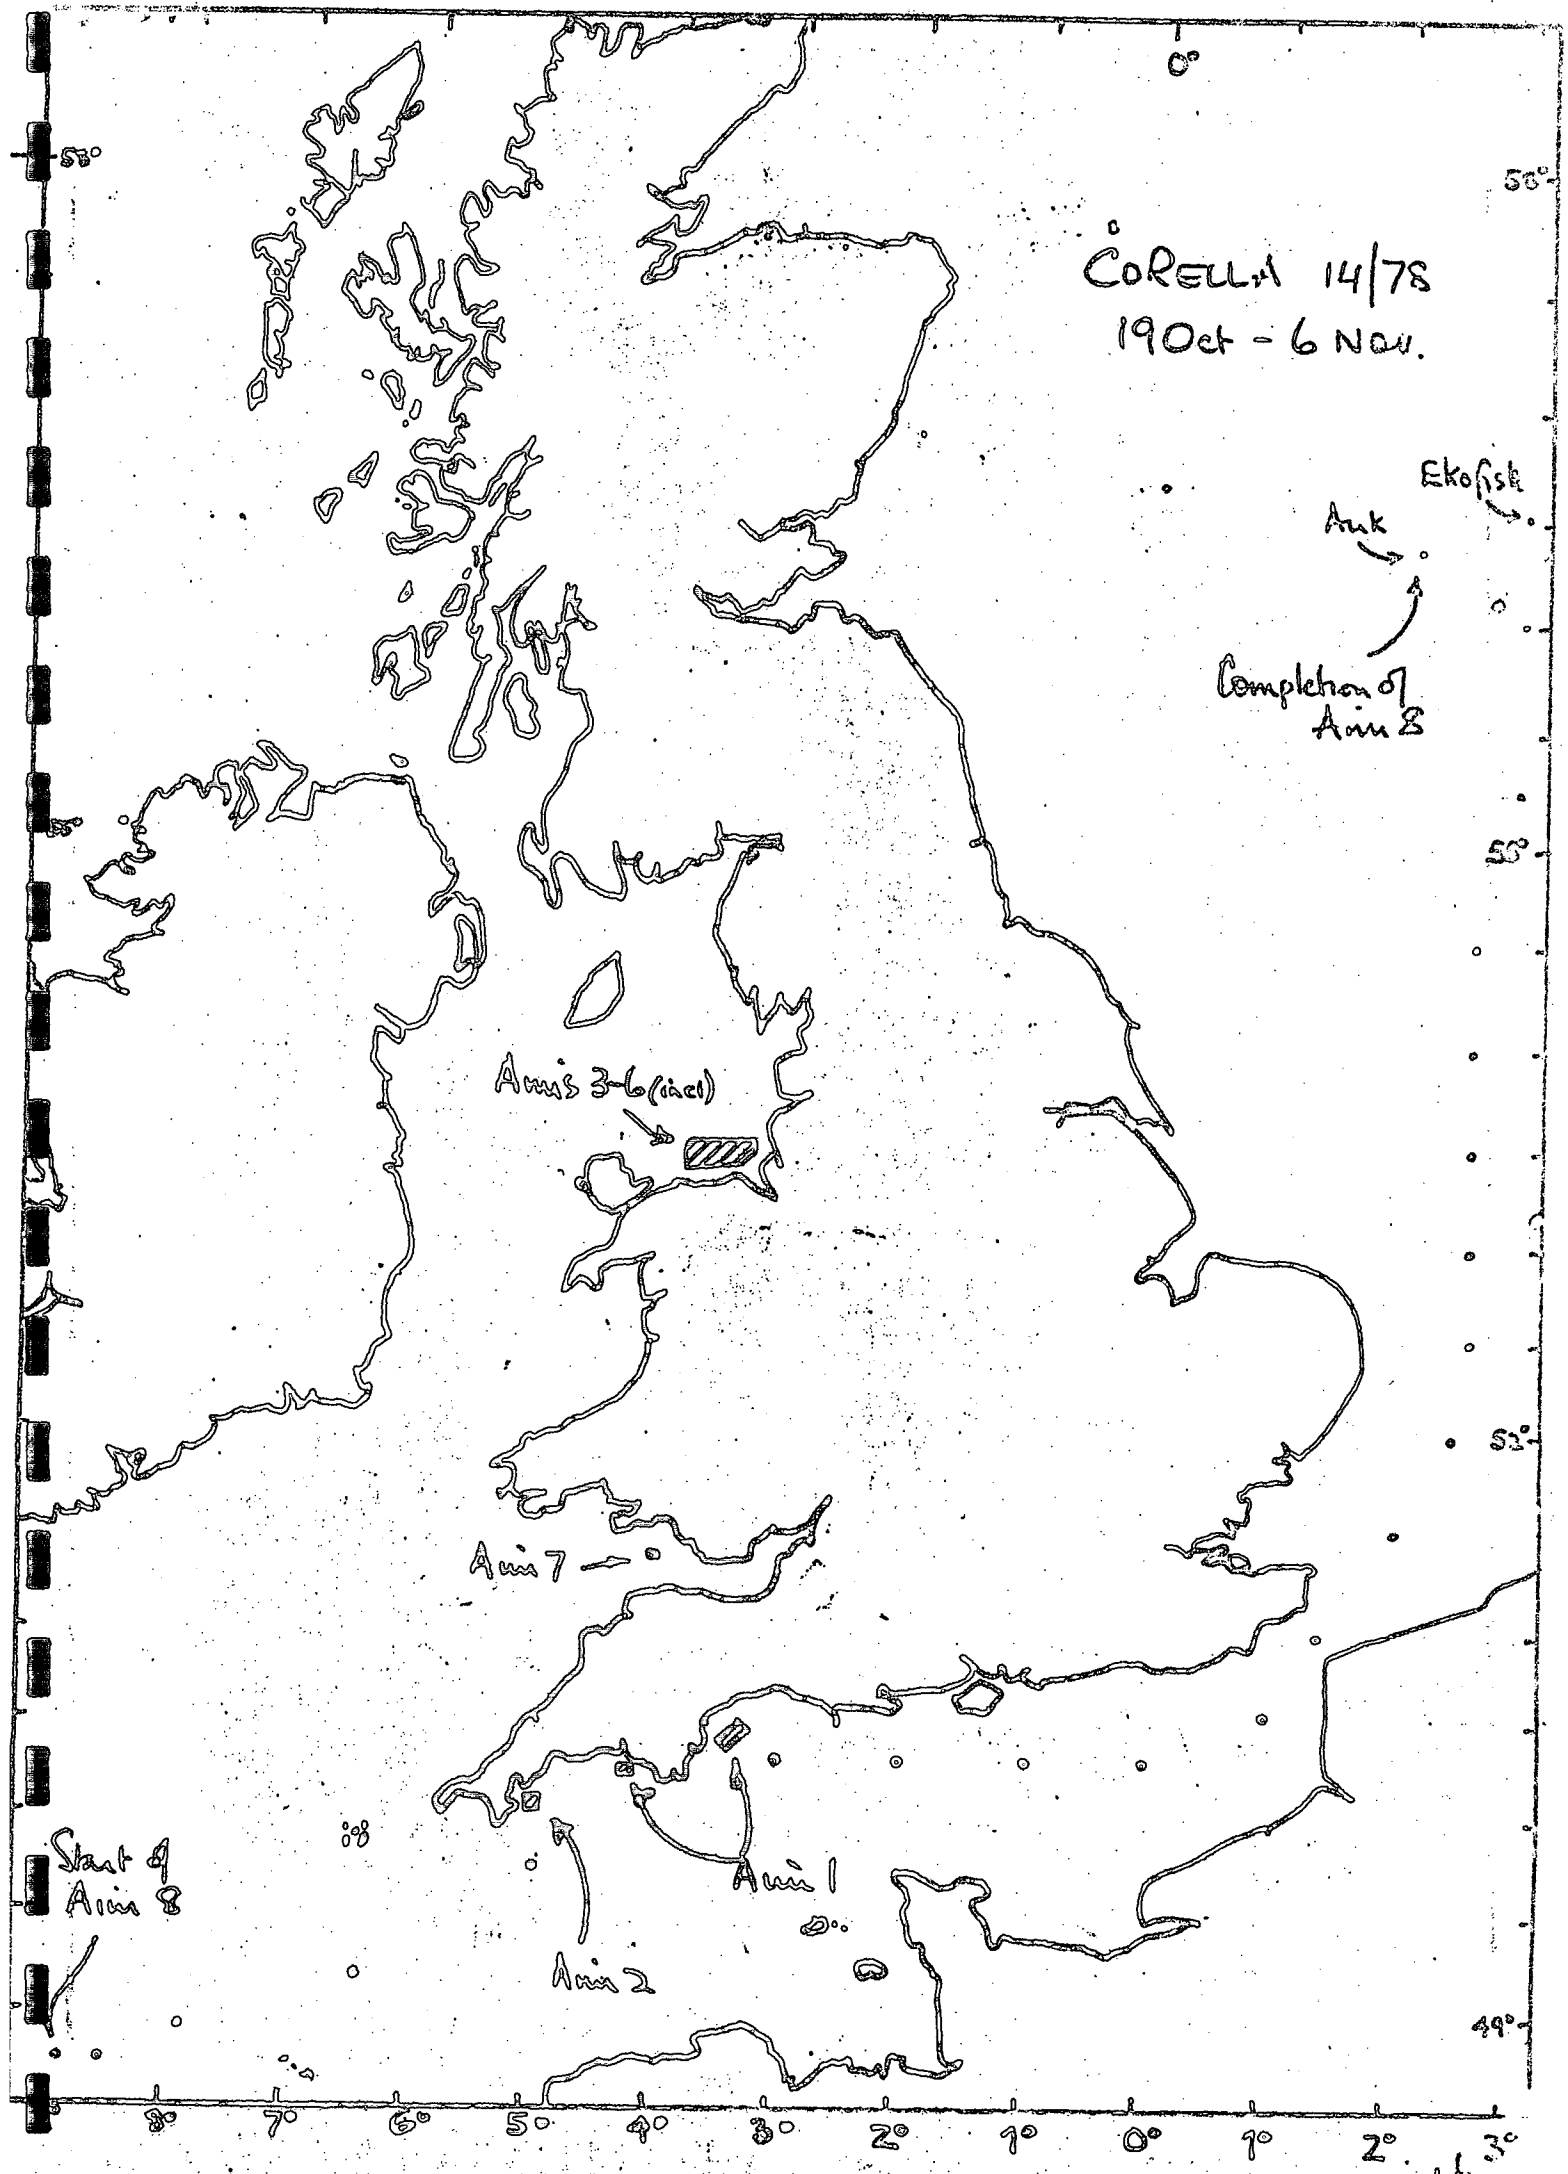 0°
58°
58°
CORELLA 14/78
19 Oct - 6 Nov.
Ekofisk
Auk
Completion of
Aim 8
55°
Aims 3-6 (incl)
52°
Aim 7
Start of
Aim 8
Aim 1
Aim 2
49°
8° 7° 6° 5° 4° 3° 2° 1° 0° 1° 2° 3°